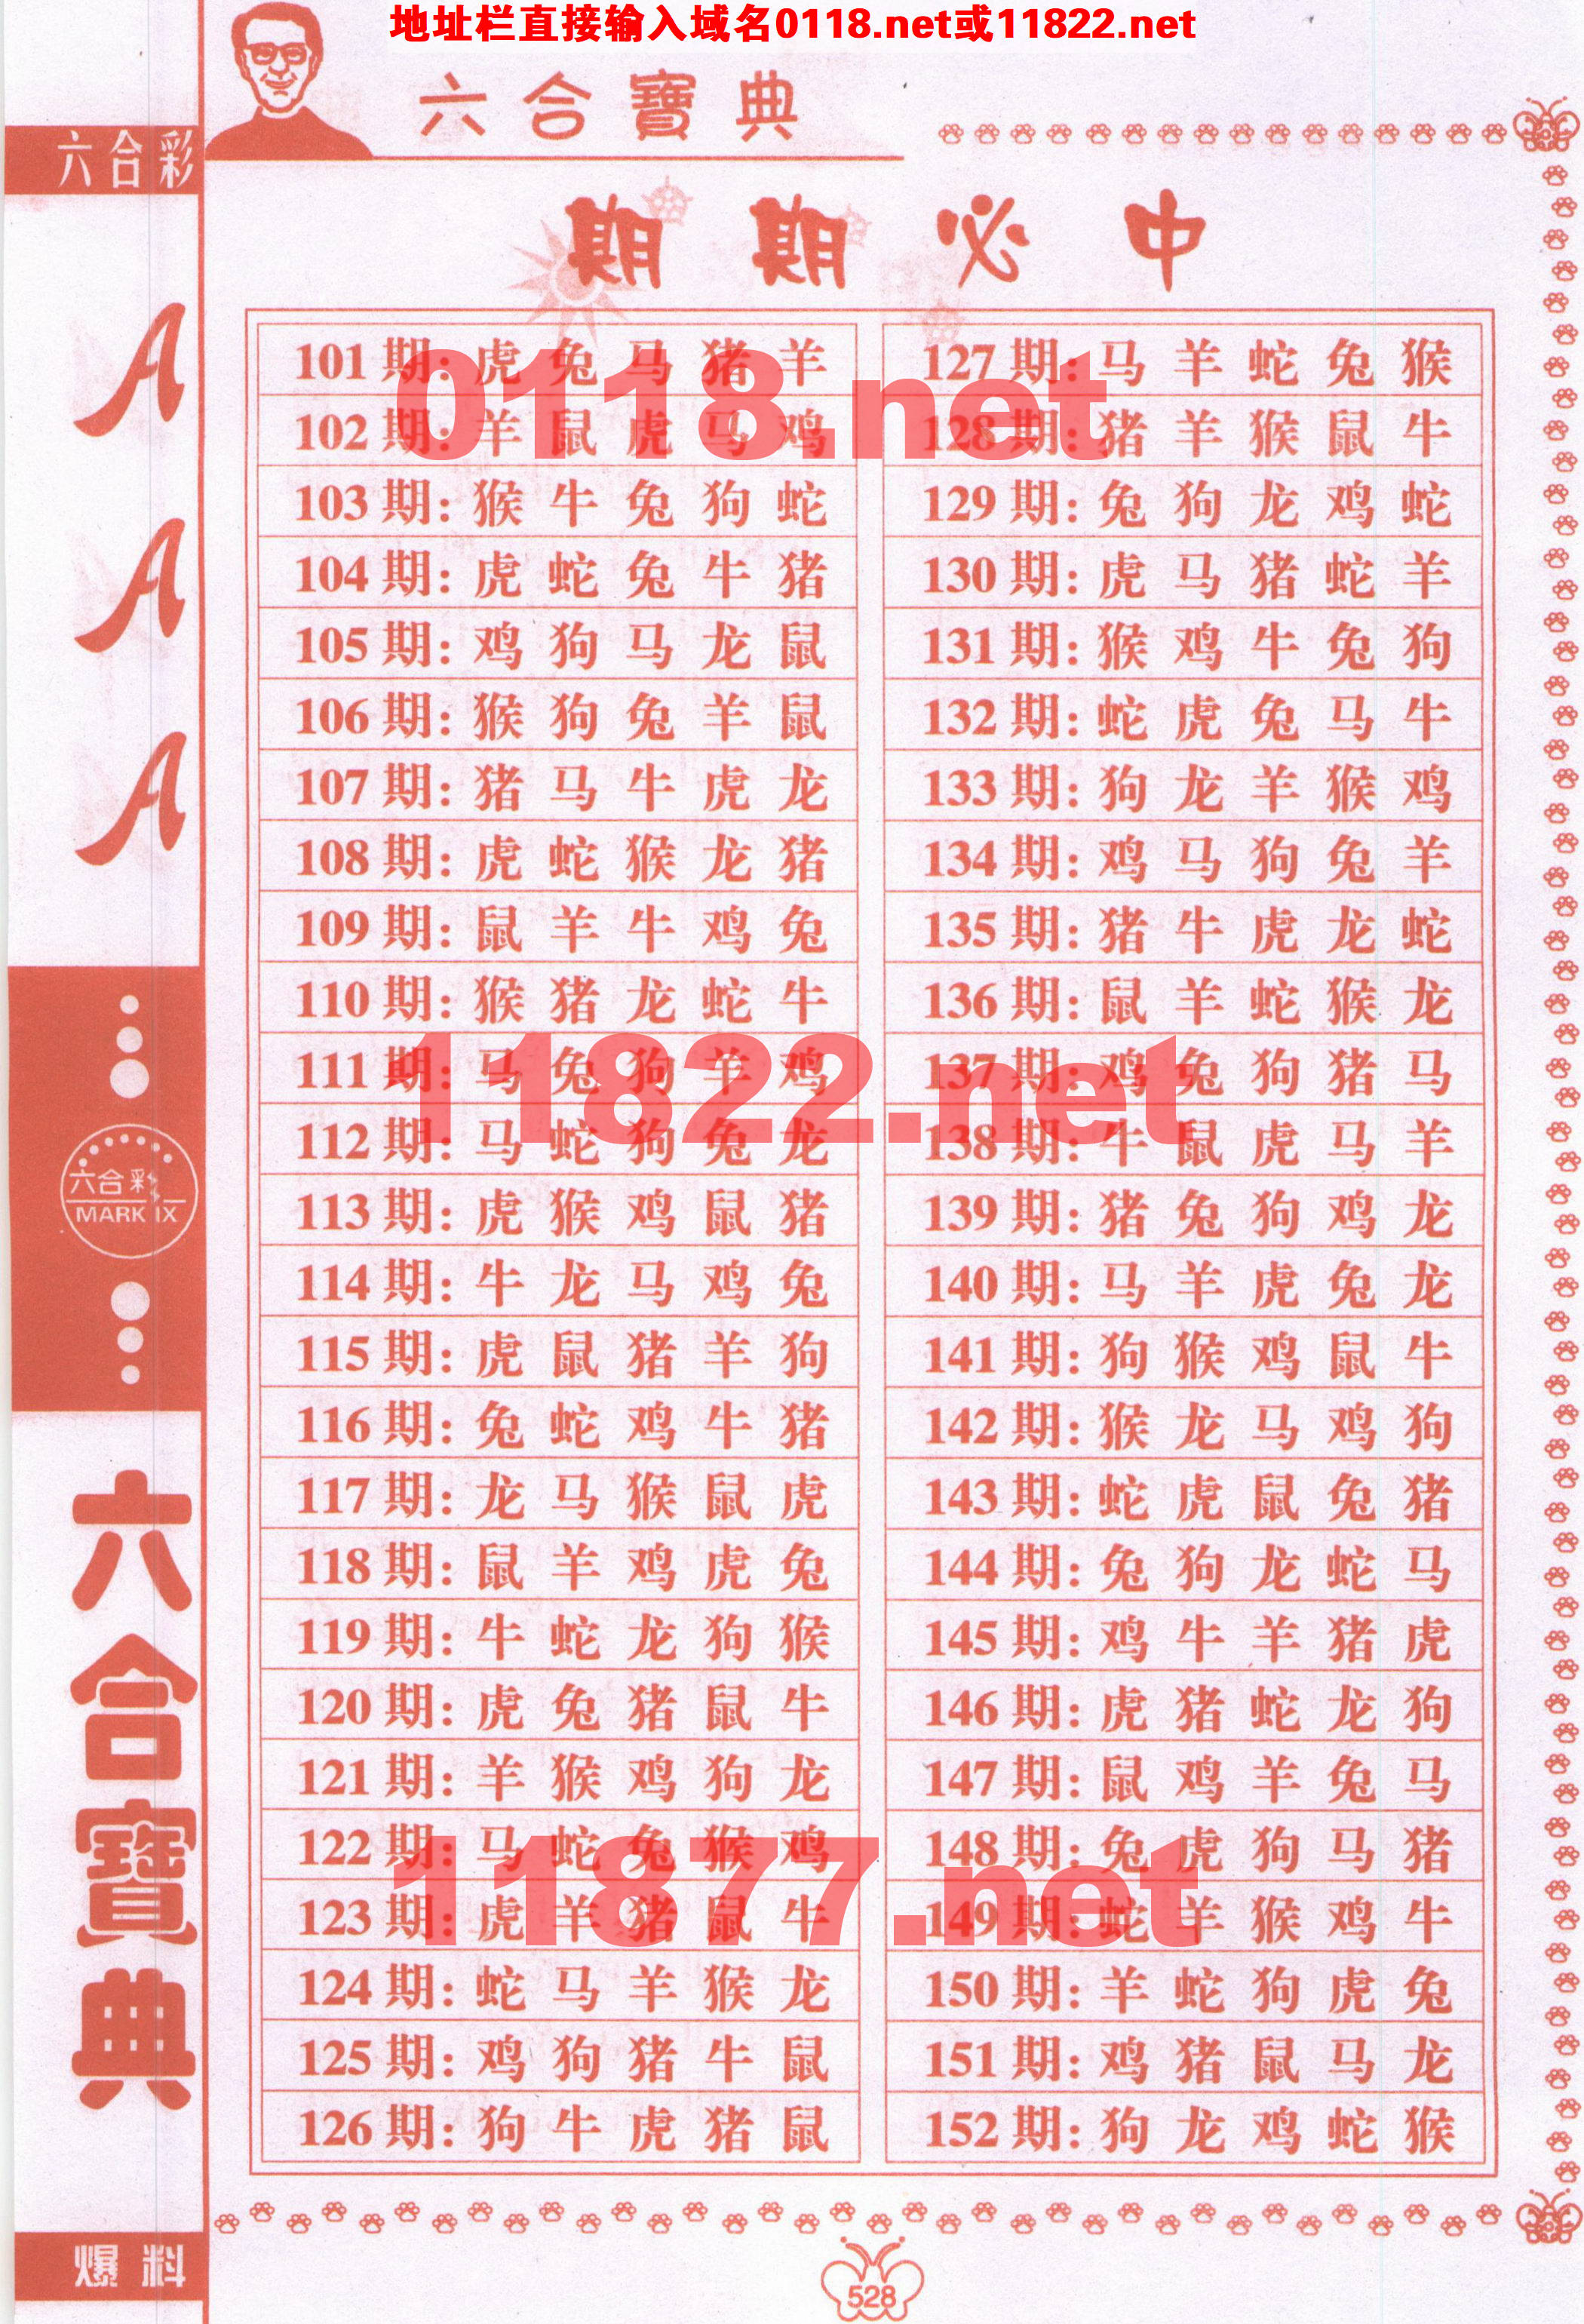 地址栏直接输入域名0118.net或11822.net
六合寶典
六合彩
期期必中
101期:虎兔马猪羊
102期:羊鼠虎马鸡
103期:猴牛兔狗蛇
104期:虎蛇兔牛猪
105期:鸡狗马龙鼠
106期:猴狗兔羊鼠
107期:猪马牛虎龙
108期:虎蛇猴龙猪
109期:鼠羊牛鸡兔
110期:猴猪龙蛇牛
111期:马兔狗羊鸡
112期:马蛇狗兔龙
113期:虎猴鸡鼠猪
114期:牛龙马鸡兔
115期:虎鼠猪羊狗
116期:兔蛇鸡牛猪
117期:龙马猴鼠虎
118期:鼠羊鸡虎兔
119期:牛蛇龙狗猴
120期:虎兔猪鼠牛
121期:羊猴鸡狗龙
122期:马蛇兔猴鸡
123期:虎羊猪鼠牛
124期:蛇马羊猴龙
125期:鸡狗猪牛鼠
126期:狗牛虎猪鼠
127期:马羊蛇兔猴
128期:猪羊猴鼠牛
129期:兔狗龙鸡蛇
130期:虎马猪蛇羊
131期:猴鸡牛兔狗
132期:蛇虎兔马牛
133期:狗龙羊猴鸡
134期:鸡马狗兔羊
135期:猪牛虎龙蛇
136期:鼠羊蛇猴龙
137期:鸡兔狗猪马
138期:牛鼠虎马羊
139期:猪兔狗鸡龙
140期:马羊虎兔龙
141期:狗猴鸡鼠牛
142期:猴龙马鸡狗
143期:蛇虎鼠兔猪
144期:兔狗龙蛇马
145期:鸡牛羊猪虎
146期:虎猪蛇龙狗
147期:鼠鸡羊兔马
148期:兔虎狗马猪
149期:蛇羊猴鸡牛
150期:羊蛇狗虎兔
151期:鸡猪鼠马龙
152期:狗龙鸡蛇猴
0118.net
11822.net
11877.net
A
A
A
六合彩
MARK IX
六合寶典
爆料
528